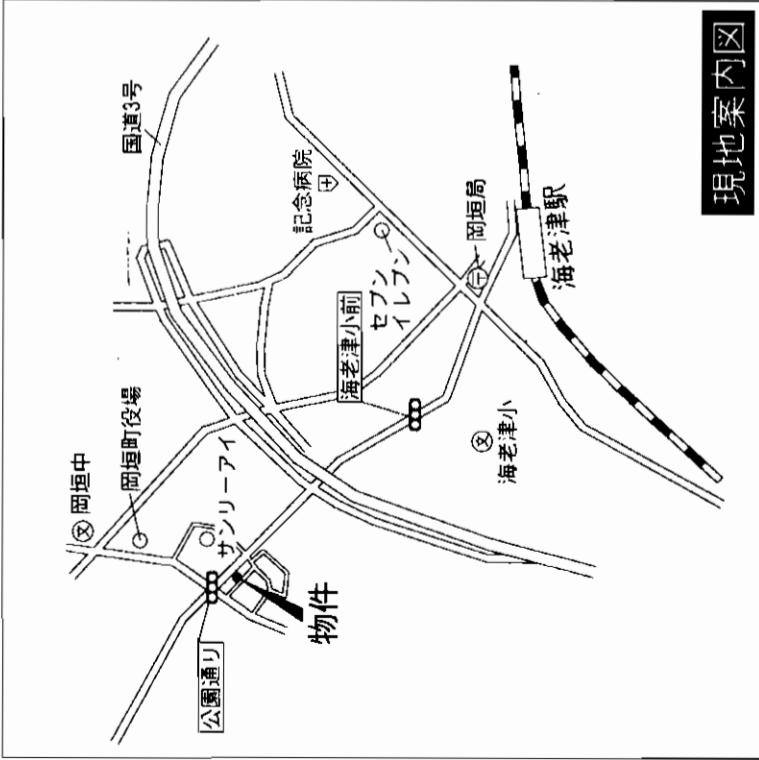 現地案内図
国道3号
記念病院
岡垣局
海老津駅
セブン
イレブン
海老津小前
海老津小
岡垣中
岡垣町役場
サンリーアイ
公園通り
物件
文
文